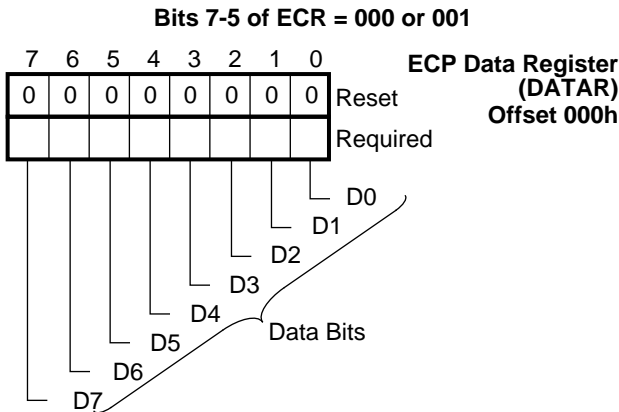 Bits 7-5 of ECR = 000 or 001
7 6 5 4 3 2 1 0
ECP Data Register
(DATAR)
Offset 000h
0 0 0 0 0 0 0 0 Reset
Required
D0
D1
D2
D3
D4
D5
D6
D7
Data Bits